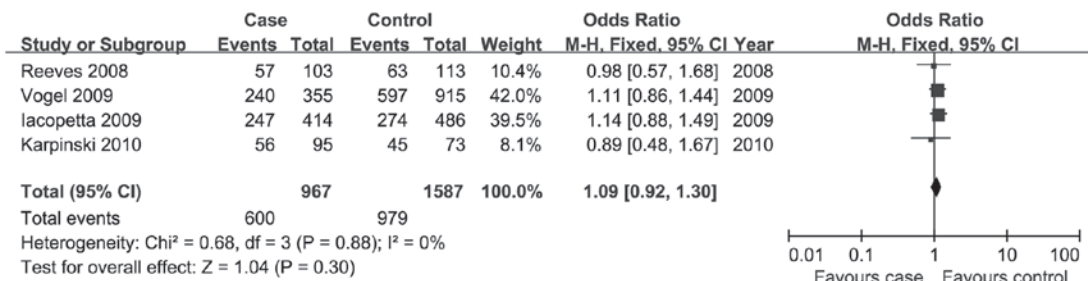 Case Control Odds Ratio Odds Ratio
Study or Subgroup Events Total Events Total Weight M-H, Fixed, 95% CI Year M-H, Fixed, 95% CI
Reeves 2008 57 103 63 113 10.4% 0.98 [0.57, 1.68] 2008
Vogel 2009 240 355 597 915 42.0% 1.11 [0.86, 1.44] 2009
Iacopetta 2009 247 414 274 486 39.5% 1.14 [0.88, 1.49] 2009
Karpinski 2010 56 95 45 73 8.1% 0.89 [0.48, 1.67] 2010
Total (95% CI) 967 1587 100.0% 1.09 [0.92, 1.30]
Total events 600 979
Heterogeneity: Chi² = 0.68, df = 3 (P = 0.88); I² = 0%
Test for overall effect: Z = 1.04 (P = 0.30)
0.01 0.1 1 10 100
Favours case Favours control